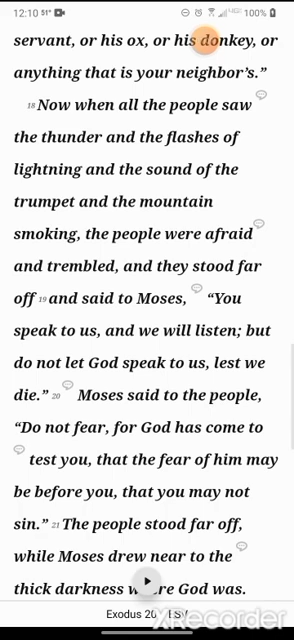 12:10 51° 100%
servant, or his ox, or his donkey, or
anything that is your neighbor's.”
18 Now when all the people saw
the thunder and the flashes of
lightning and the sound of the
trumpet and the mountain
smoking, the people were afraid
and trembled, and they stood far
off 19 and said to Moses, “You
speak to us, and we will listen; but
do not let God speak to us, lest we
die.” 20 Moses said to the people,
“Do not fear, for God has come to
test you, that the fear of him may
be before you, that you may not
sin.” 21 The people stood far off,
while Moses drew near to the
thick darkness where God was.
Exodus 20 ESV
XRecorder